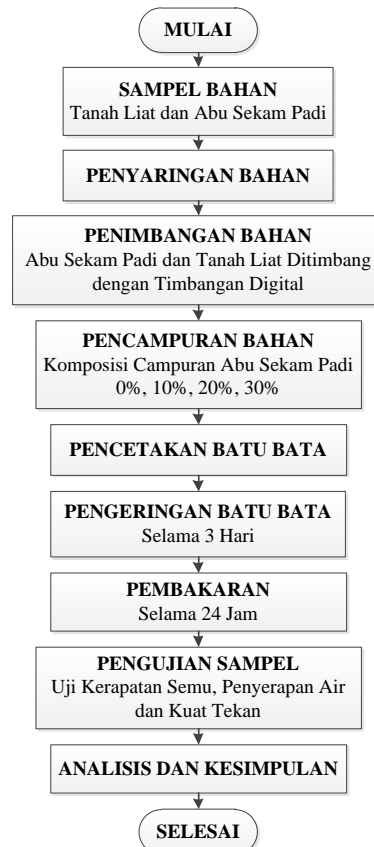 MULAI
SAMPEL BAHAN
Tanah Liat dan Abu Sekam Padi
PENYARINGAN BAHAN
PENIMBANGAN BAHAN
Abu Sekam Padi dan Tanah Liat Ditimbang
dengan Timbangan Digital
PENCAMPURAN BAHAN
Komposisi Campuran Abu Sekam Padi
0%, 10%, 20%, 30%
PENCETAKAN BATU BATA
PENGERINGAN BATU BATA
Selama 3 Hari
PEMBAKARAN
Selama 24 Jam
PENGUJIAN SAMPEL
Uji Kerapatan Semu, Penyerapan Air
dan Kuat Tekan
ANALISIS DAN KESIMPULAN
SELESAI